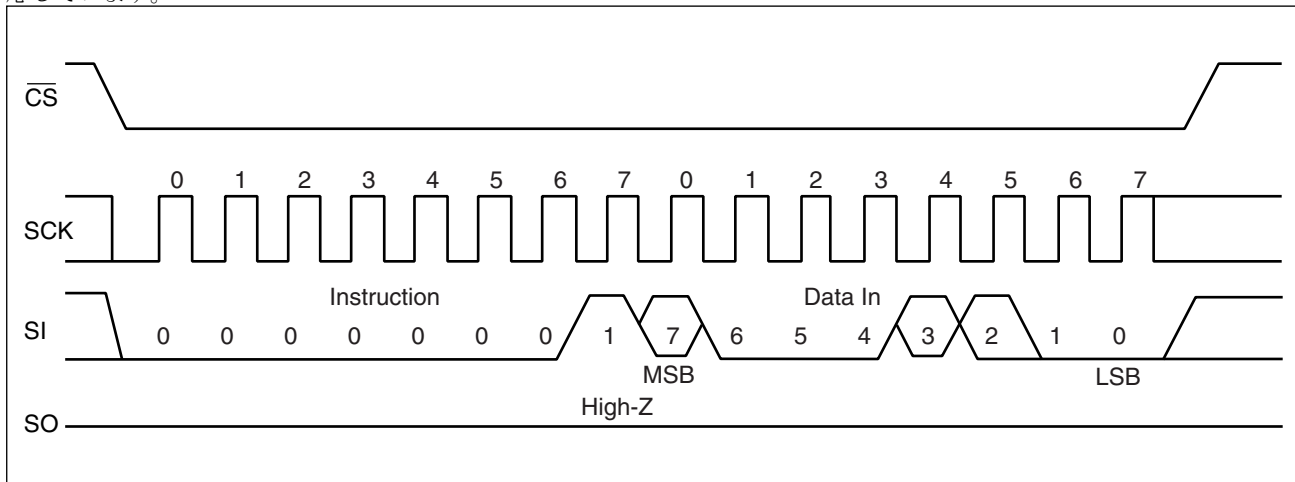 CS
0 1 2 3 4 5 6 7 0 1 2 3 4 5 6 7
SCK
Instruction Data In
SI 0 0 0 0 0 0 0 1 7 6 5 4 3 2 1 0
MSB LSB
High-Z
SO